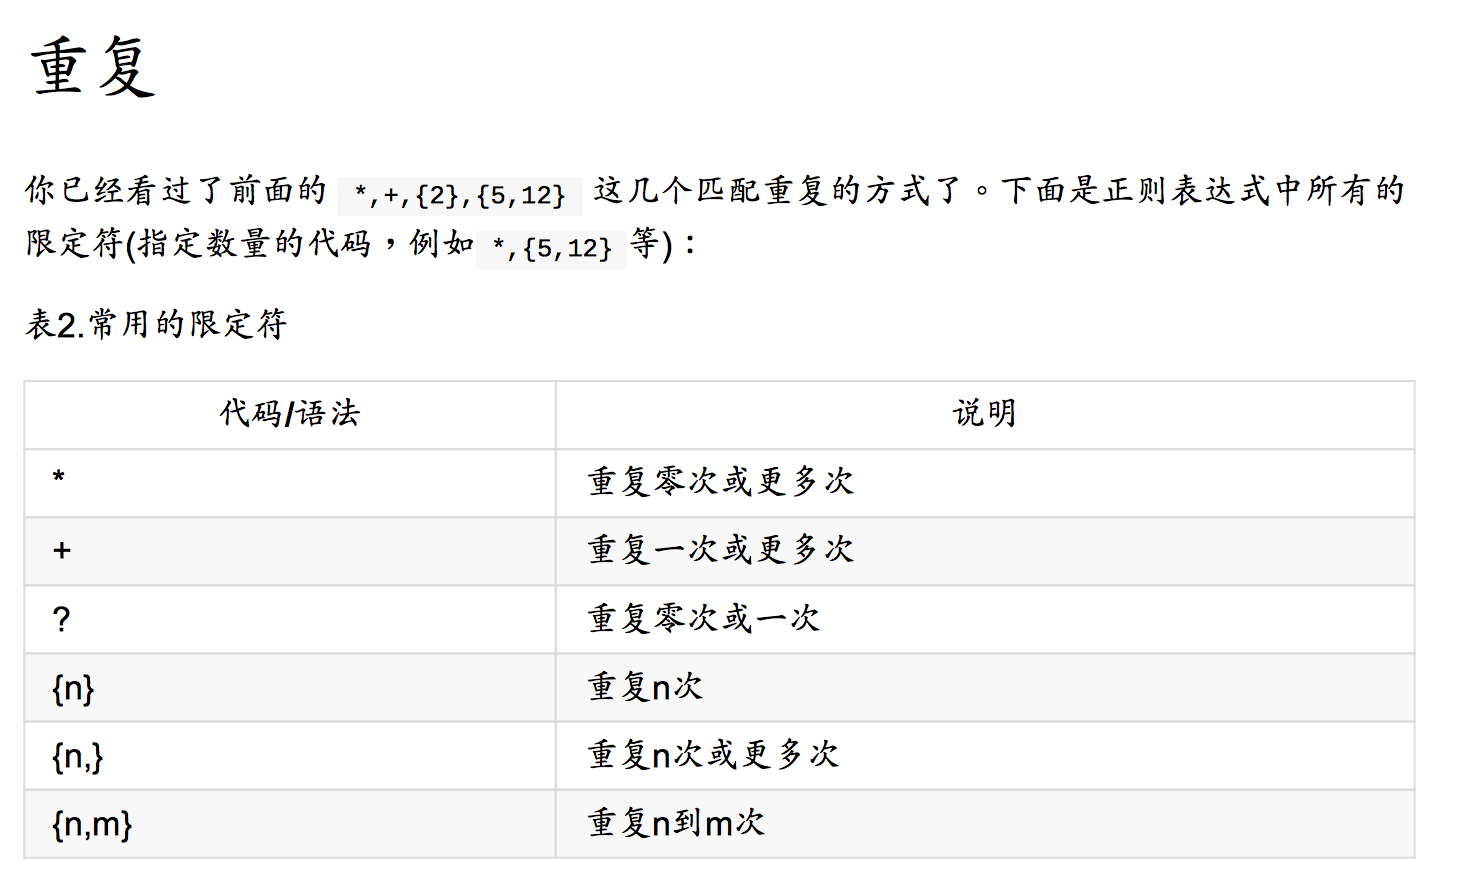 重复
你已经看过了前面的 *,+,{2},{5,12} 这几个匹配重复的方式了。下面是正则表达式中所有的
限定符(指定数量的代码，例如 *,{5,12} 等)：
表2.常用的限定符
代码/语法 说明
* 重复零次或更多次
+ 重复一次或更多次
? 重复零次或一次
{n} 重复n次
{n,} 重复n次或更多次
{n,m} 重复n到m次